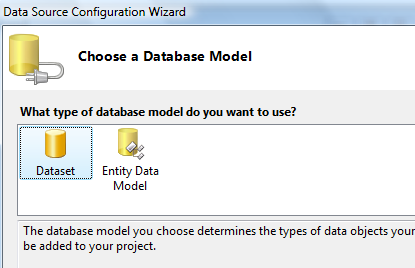 Data Source Configuration Wizard
Choose a Database Model
What type of database model do you want to use?
Dataset
Entity Data
Model
The database model you choose determines the types of data objects your
be added to your project.